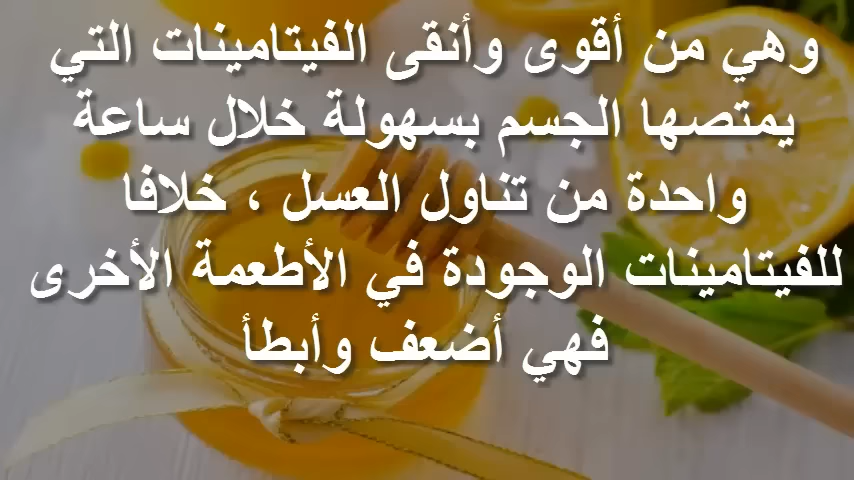 وهي من أقوى وأنقى الفيتامينات التي
يمتصها الجسم بسهولة خلال ساعة
واحدة من تناول العسل ، خلافا
للفيتامينات الوجودة في الأطعمة الأخرى
فهي أضعف وأبطأ